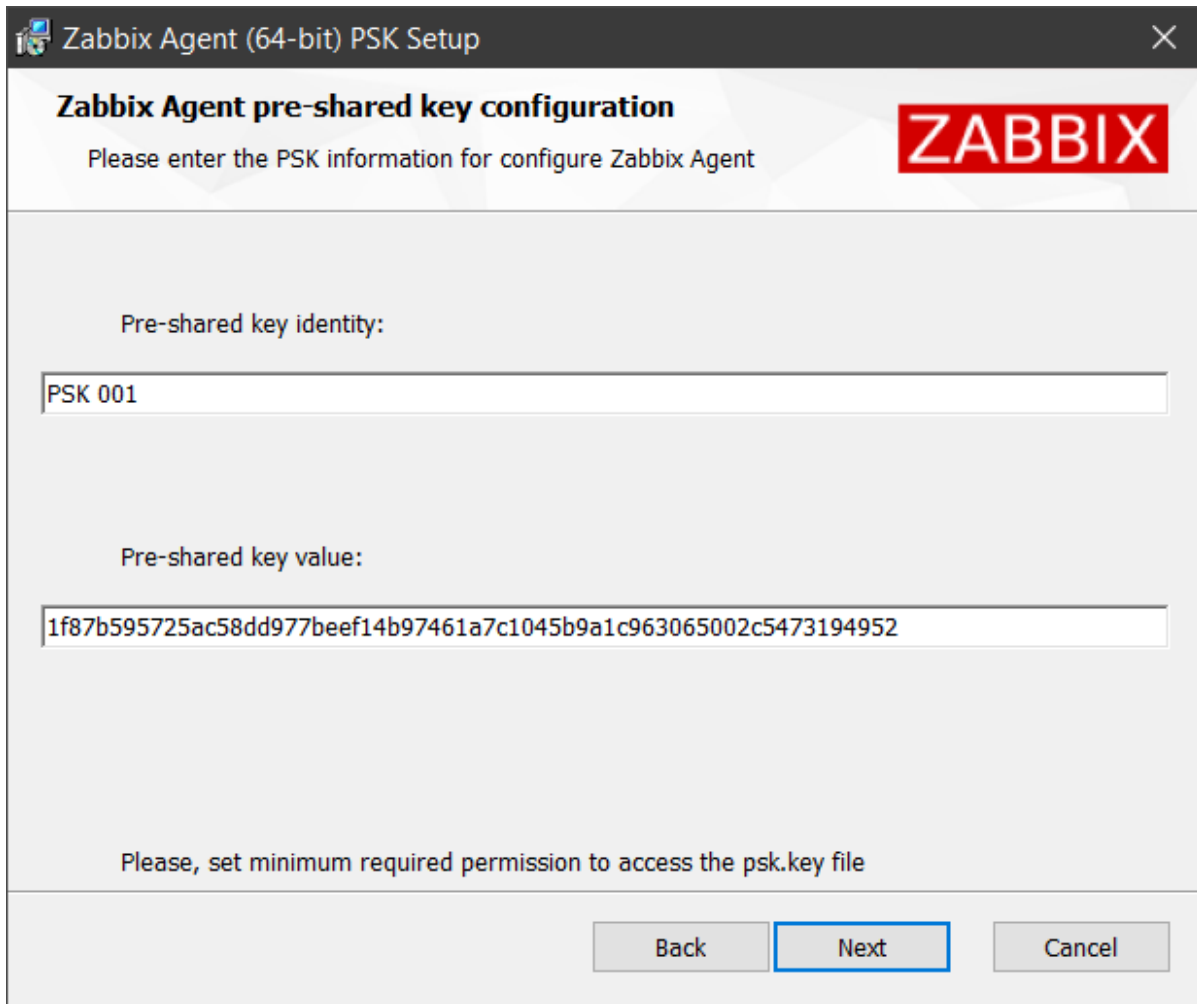 Zabbix Agent (64-bit) PSK Setup
Zabbix Agent pre-shared key configuration
Please enter the PSK information for configure Zabbix Agent
ZABBIX
Pre-shared key identity:
PSK 001
Pre-shared key value:
1f87b595725ac58dd977beef14b97461a7c1045b9a1c963065002c5473194952
Please, set minimum required permission to access the psk.key file
Back
Next
Cancel